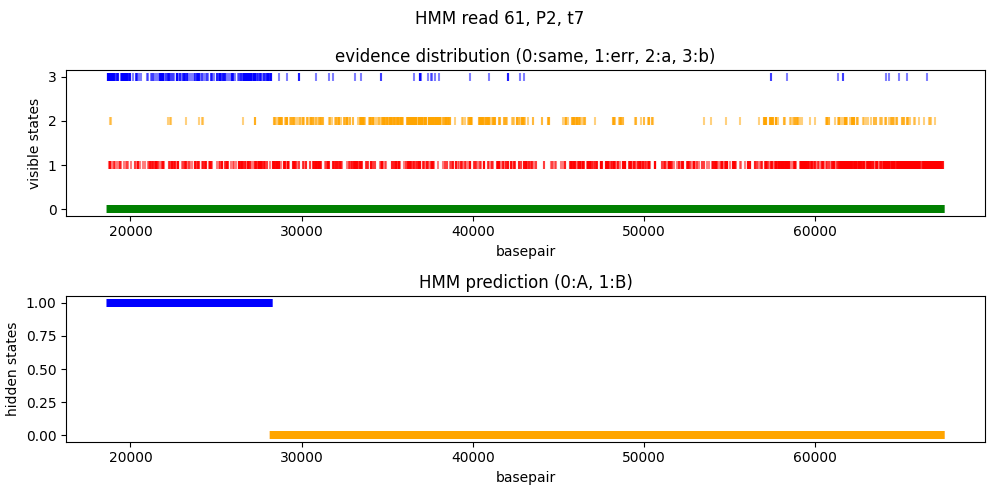 HMM read 61, P2, t7
evidence distribution (0:same, 1:err, 2:a, 3:b)
visible states
3
2
1
0
20000 30000 40000 50000 60000
basepair
HMM prediction (0:A, 1:B)
hidden states
1.00
0.75
0.50
0.25
0.00
20000 30000 40000 50000 60000
basepair